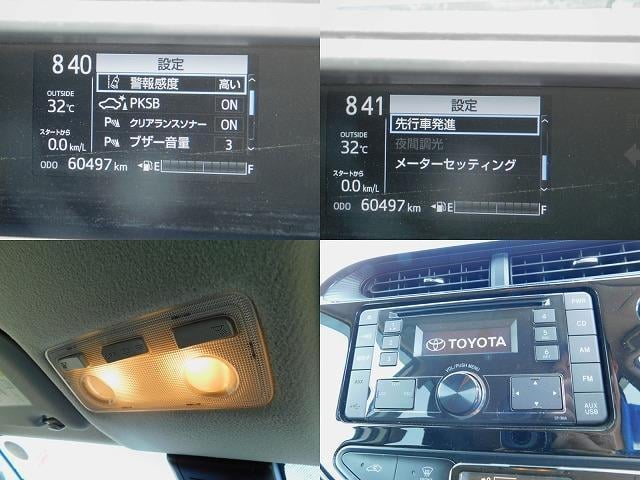 8:40
設定
警報感度 高い
OUTSIDE
32℃
PKSB ON
クリアランスソナー ON
スタートから
0.0 km/L
ブザー音量 3
ODO 60497 km
E F
8:41
設定
先行車発進
OUTSIDE
32℃
夜間調光
メーターセッティング
スタートから
0.0 km/L
ODO 60497 km
E F
PWR
4
1
CD
TOYOTA
5
2
AM
6
3
VOL/PUSH MENU
FM
AUX
USB